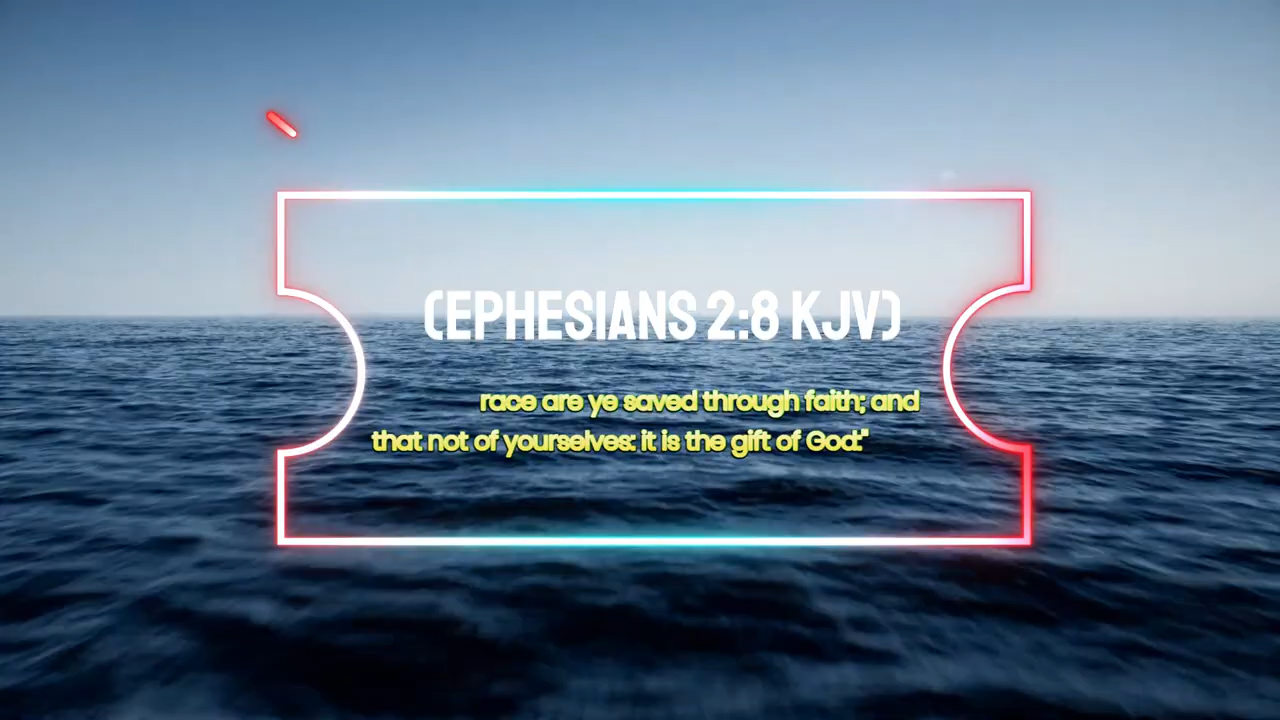 (EPHESIANS 2:8 KJV)
race are ye saved through faith; and
that not of yourselves: it is the gift of God:"